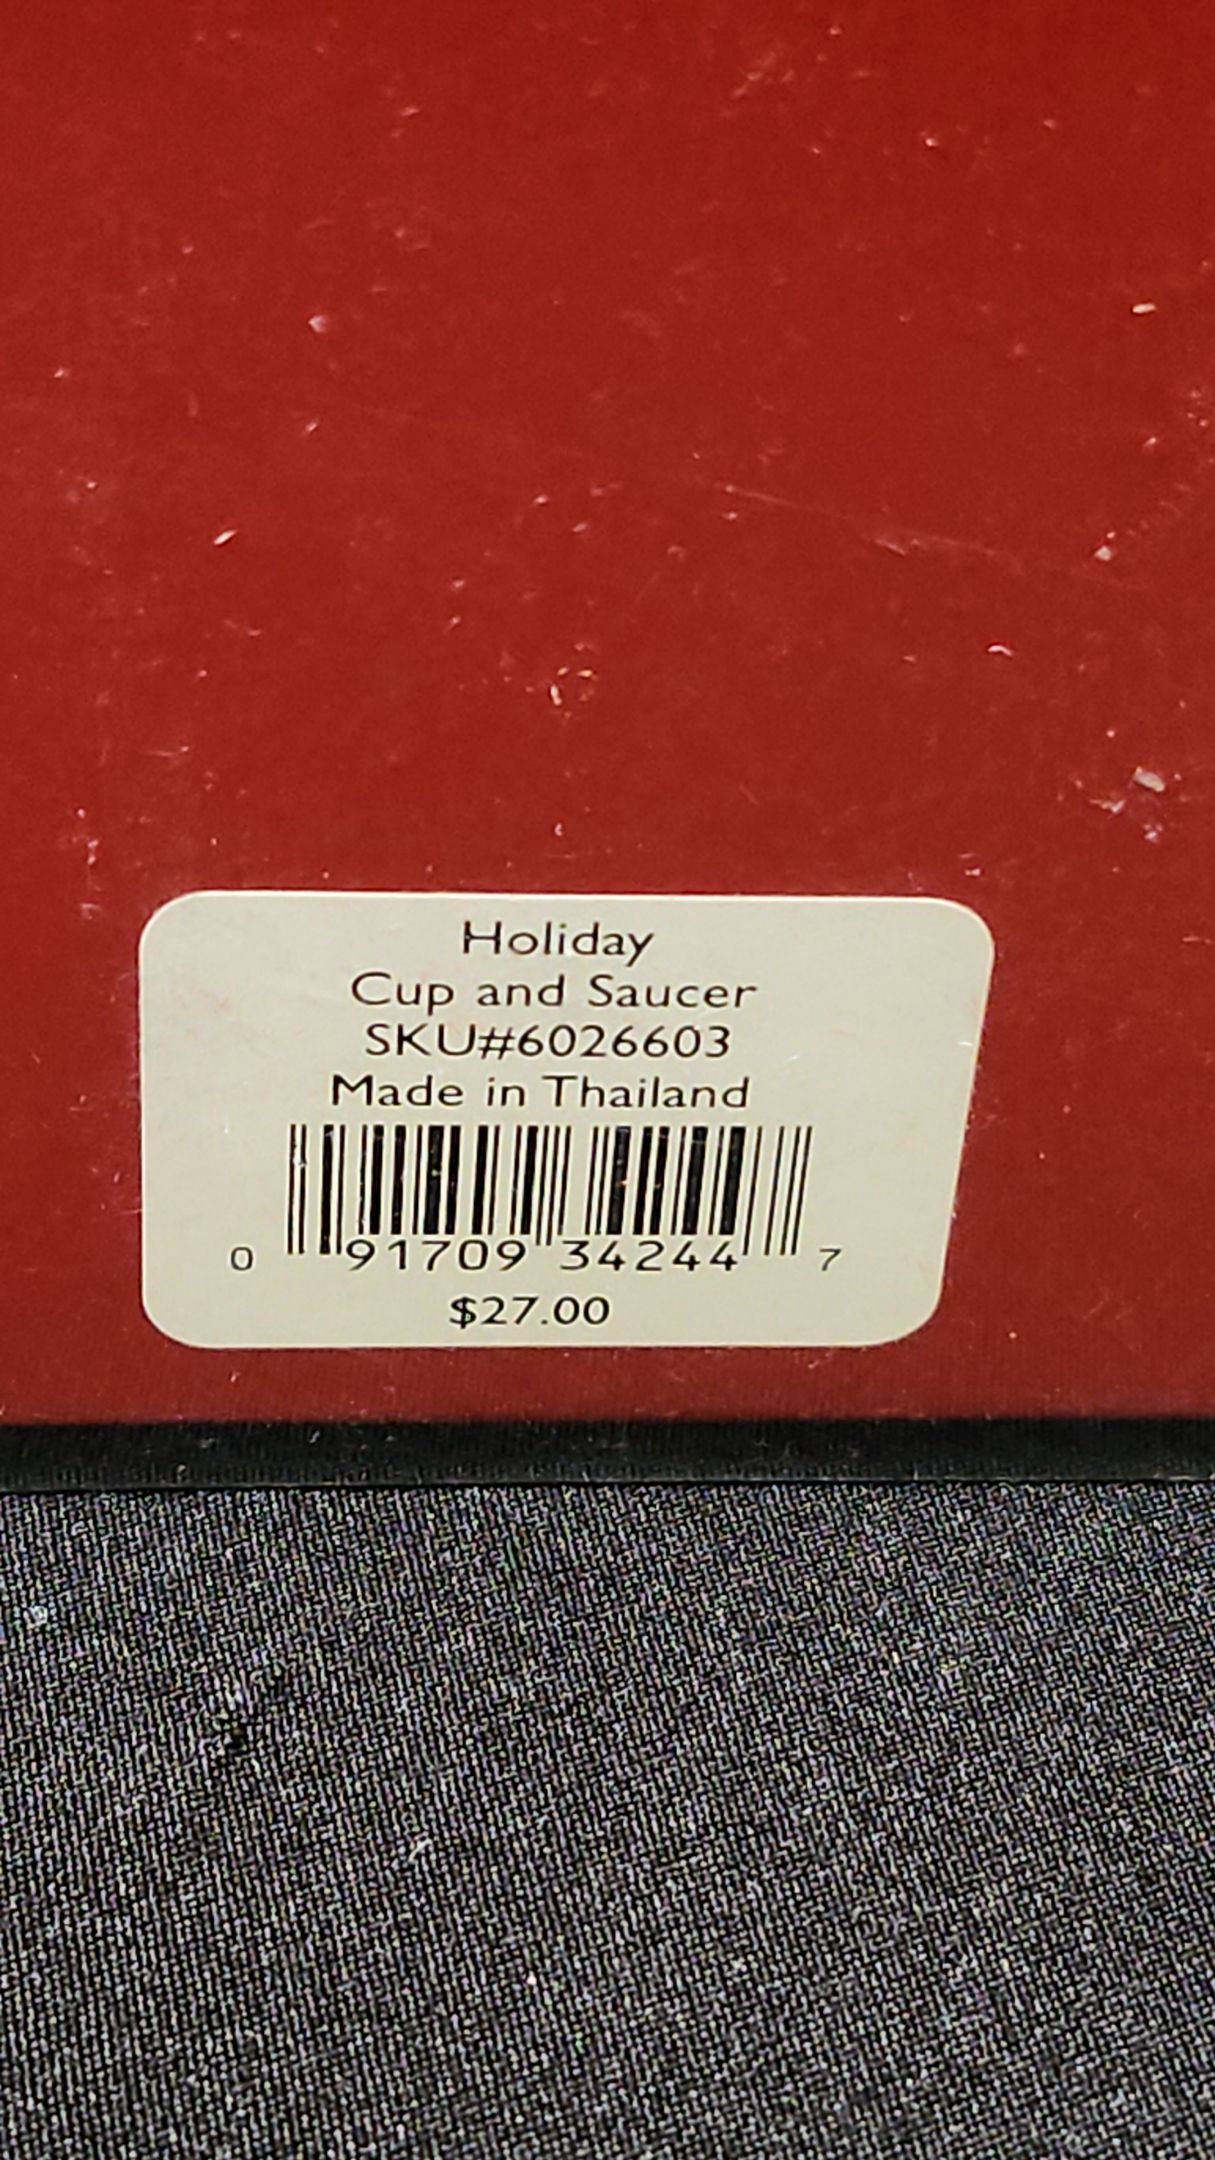 Holiday
Cup and Saucer
SKU#6026603
Made in Thailand
0 91709 34244 7
$27.00